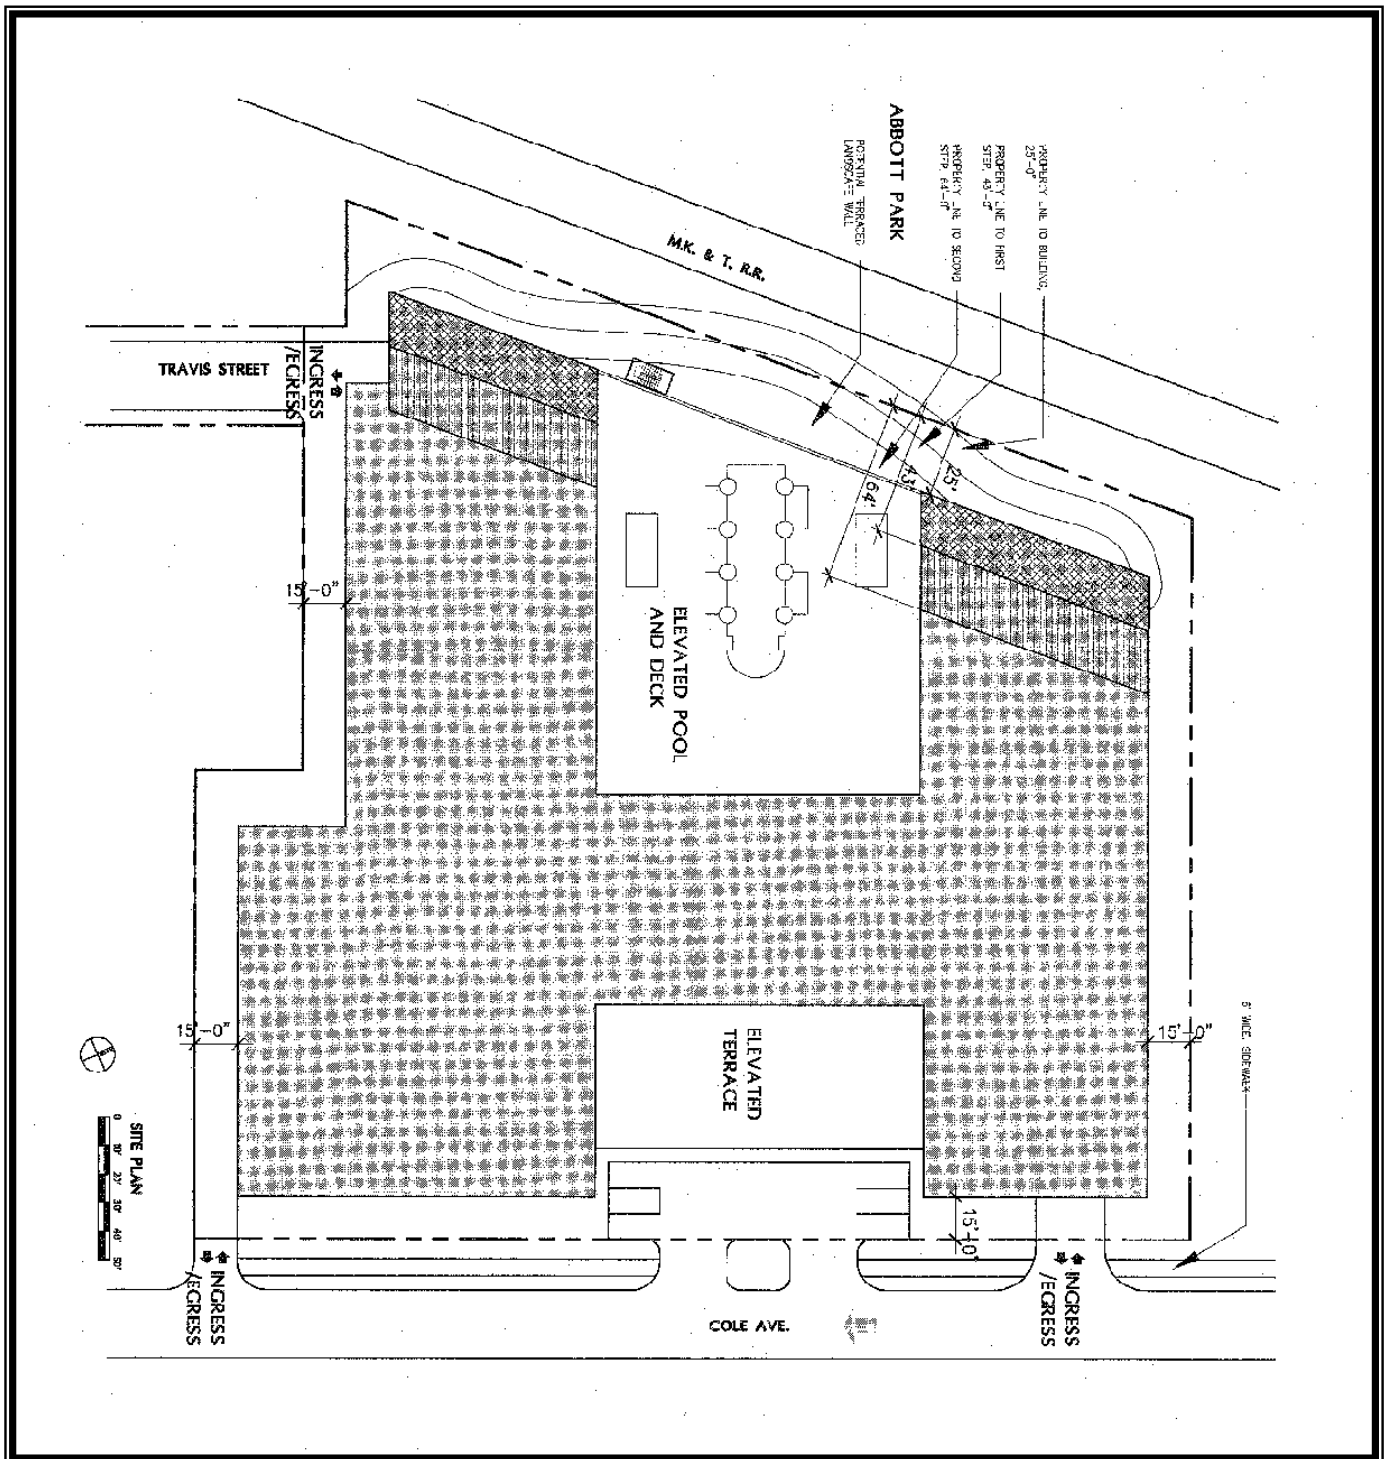 ABBOTT PARK
PROPERTY LINE TO BUILDING,
25'-0"
PROPERTY LINE TO FIRST
STEP, 43'-0"
PROPERTY LINE TO SECOND
STEP, 64'-0"
POTENTIAL TERRACED
LANDSCAPE WALL
M.K. & T. R.R.
TRAVIS STREET
INGRESS
/EGRESS
25'
43'
64'
15'-0"
ELEVATED POOL
AND DECK
15'-0"
ELEVATED
TERRACE
15'-0"
6' WIDE SIDEWALK
15'-0"
SITE PLAN
0 10' 20' 30' 40' 50'
INGRESS
/EGRESS
COLE AVE.
INGRESS
/EGRESS